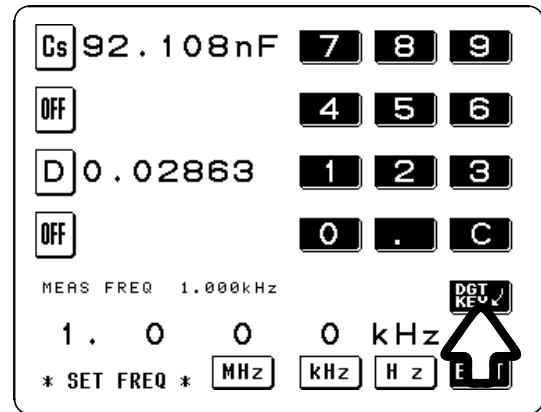 Cs 92.108nF 7 8 9
OFF 4 5 6
D 0.02863 1 2 3
OFF 0 . C
MEAS FREQ 1.000kHz DGT KEY
1. 0 0 0 kHz
* SET FREQ * MHz kHz H z